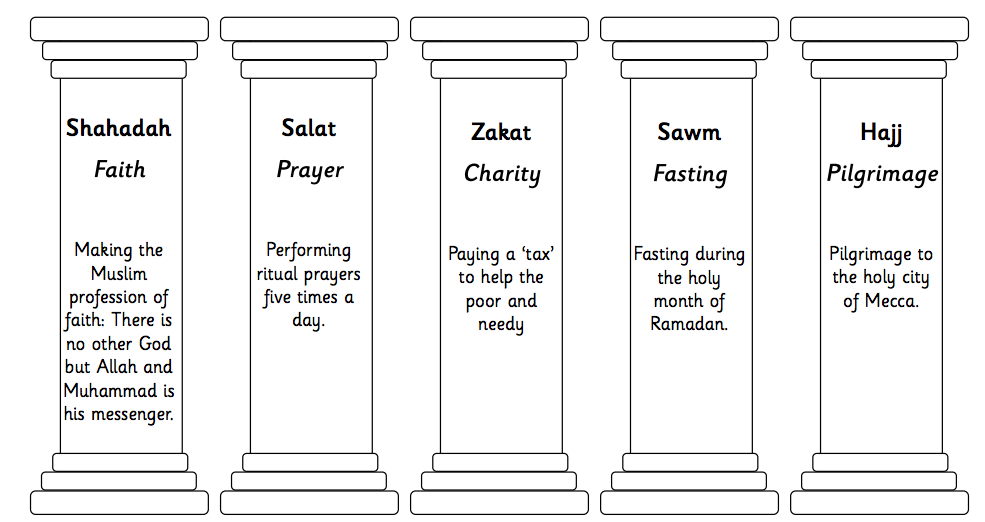 Shahadah
Faith
Making the
Muslim
profession of
faith: There is
no other God
but Allah and
Muhammad is
his messenger.
Salat
Prayer
Performing
ritual prayers
five times a
day.
Zakat
Charity
Paying a ‘tax’
to help the
poor and
needy
Sawm
Fasting
Fasting during
the holy
month of
Ramadan.
Hajj
Pilgrimage
Pilgrimage to
the holy city
of Mecca.